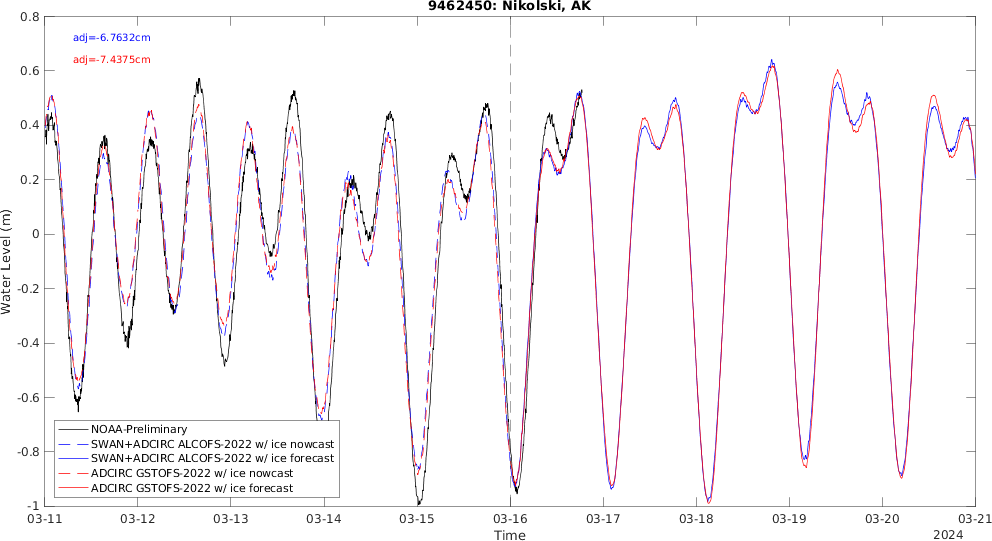 9462450: Nikolski, AK
adj=-6.7632cm
adj=-7.4375cm
Water Level (m)
0.8
0.6
0.4
0.2
0
-0.2
-0.4
-0.6
-0.8
-1
NOAA-Preliminary
SWAN+ADCIRC ALCOFS-2022 w/ ice nowcast
SWAN+ADCIRC ALCOFS-2022 w/ ice forecast
ADCIRC GSTOFS-2022 w/ ice nowcast
ADCIRC GSTOFS-2022 w/ ice forecast
03-11 03-12 03-13 03-14 03-15 03-16 03-17 03-18 03-19 03-20 03-21
Time
2024